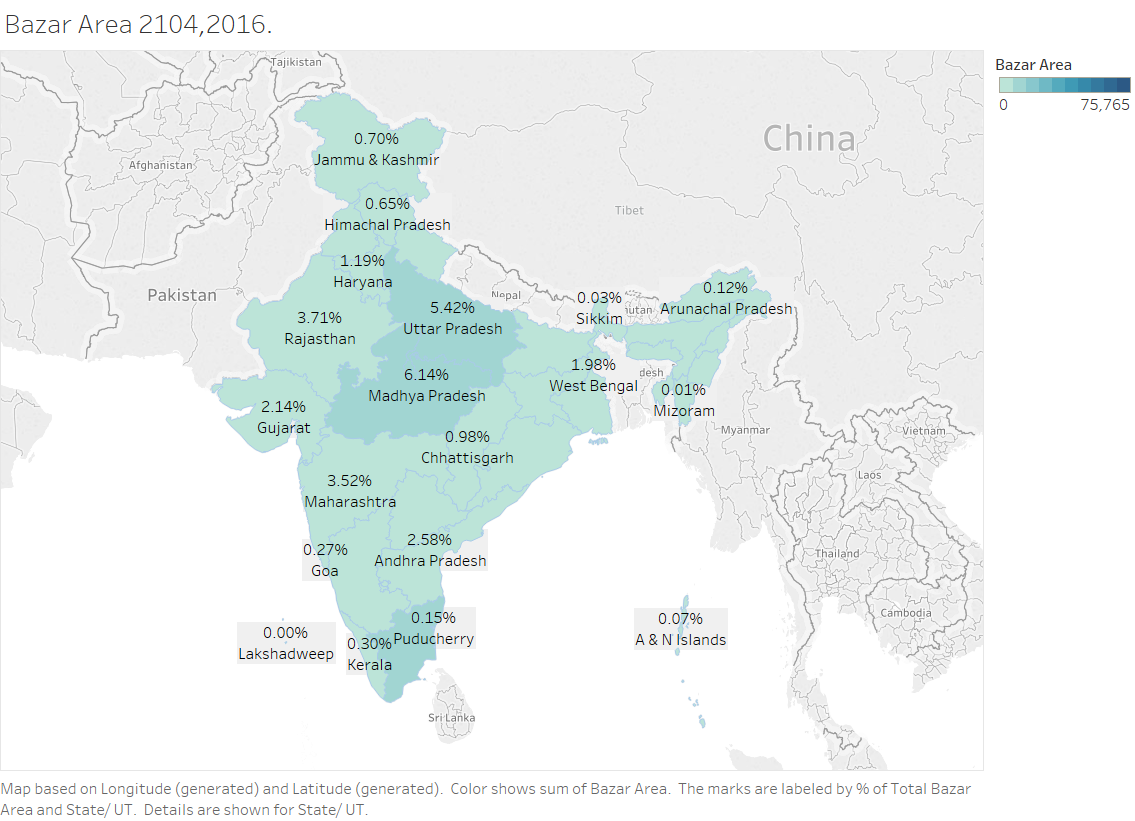 Bazar Area 2104,2016.
Bazar Area
0
75,765
Tajikistan
Afghanistan
China
Tibet
Pakistan
Nepal
utan
desh
Myanmar
Vietnam
Laos
Thailand
Cambodia
Sri Lanka
0.70%
Jammu & Kashmir
0.65%
Himachal Pradesh
1.19%
Haryana
5.42%
Uttar Pradesh
3.71%
Rajasthan
0.03%
Sikkim
0.12%
Arunachal Pradesh
6.14%
Madhya Pradesh
1.98%
West Bengal
0.01%
Mizoram
2.14%
Gujarat
0.98%
Chhattisgarh
3.52%
Maharashtra
0.27%
Goa
2.58%
Andhra Pradesh
0.15%
Puducherry
0.00%
Lakshadweep
0.30%
Kerala
0.07%
A & N Islands
Map based on Longitude (generated) and Latitude (generated).  Color shows sum of Bazar Area.  The marks are labeled by % of Total Bazar
Area and State/ UT.  Details are shown for State/ UT.